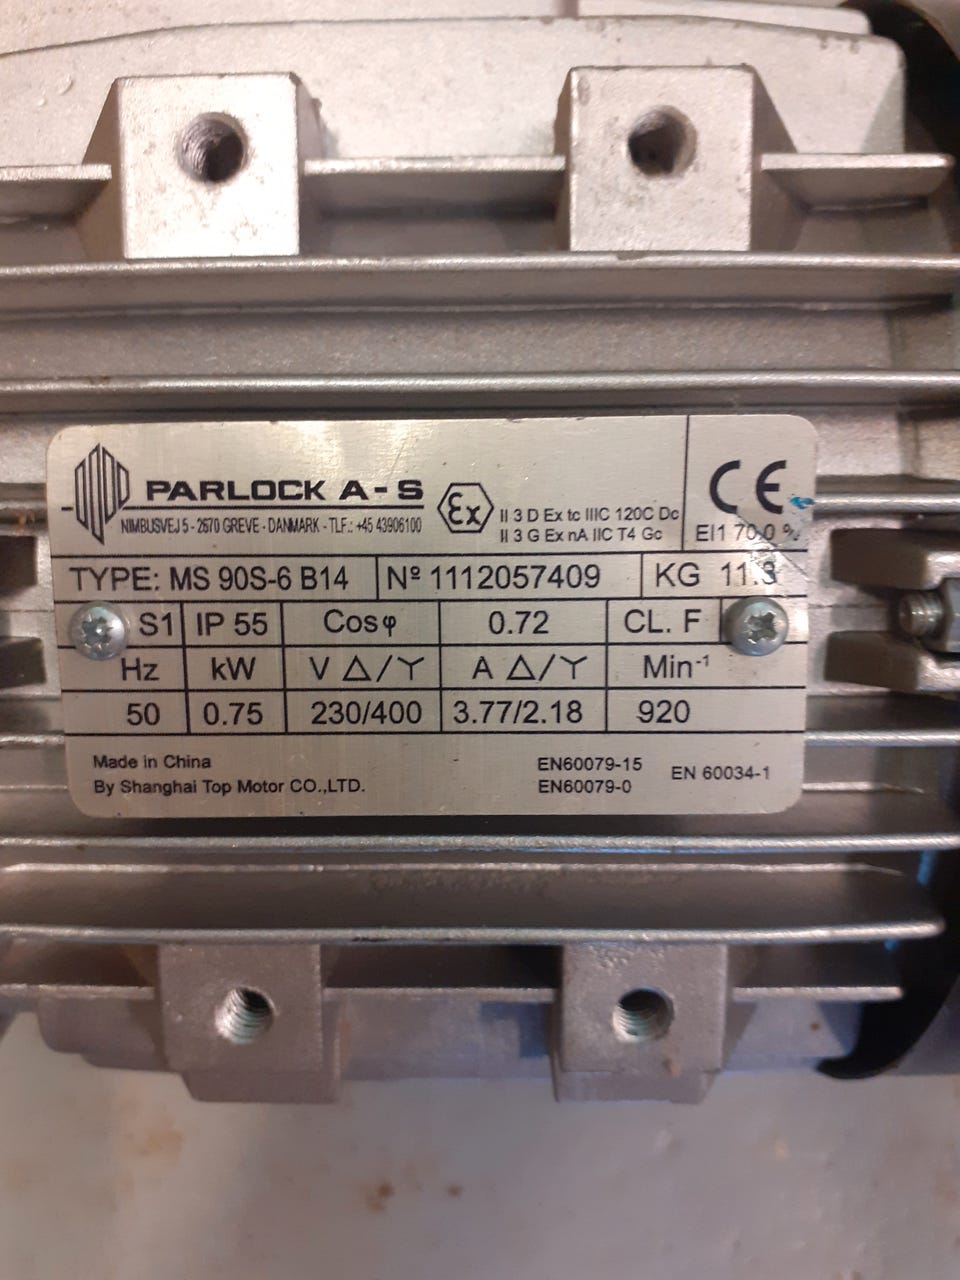 PARLOCK A-S
NIMBUSVEJ 5 - 2670 GREVE - DANMARK - TLF.: +45 43906100
Ex
II 3 D Ex tc IIIC 120C Dc
II 3 G Ex nA IIC T4 Gc
CE
EI1 70.0 %
TYPE: MS 90S-6 B14 Nº 1112057409 KG 11.3
S1 IP 55 Cosφ 0.72 CL. F
Hz kW V △/Y A △/Y Min-1
50 0.75 230/400 3.77/2.18 920
Made in China
By Shanghai Top Motor CO.,LTD.
EN60079-15
EN60079-0
EN 60034-1